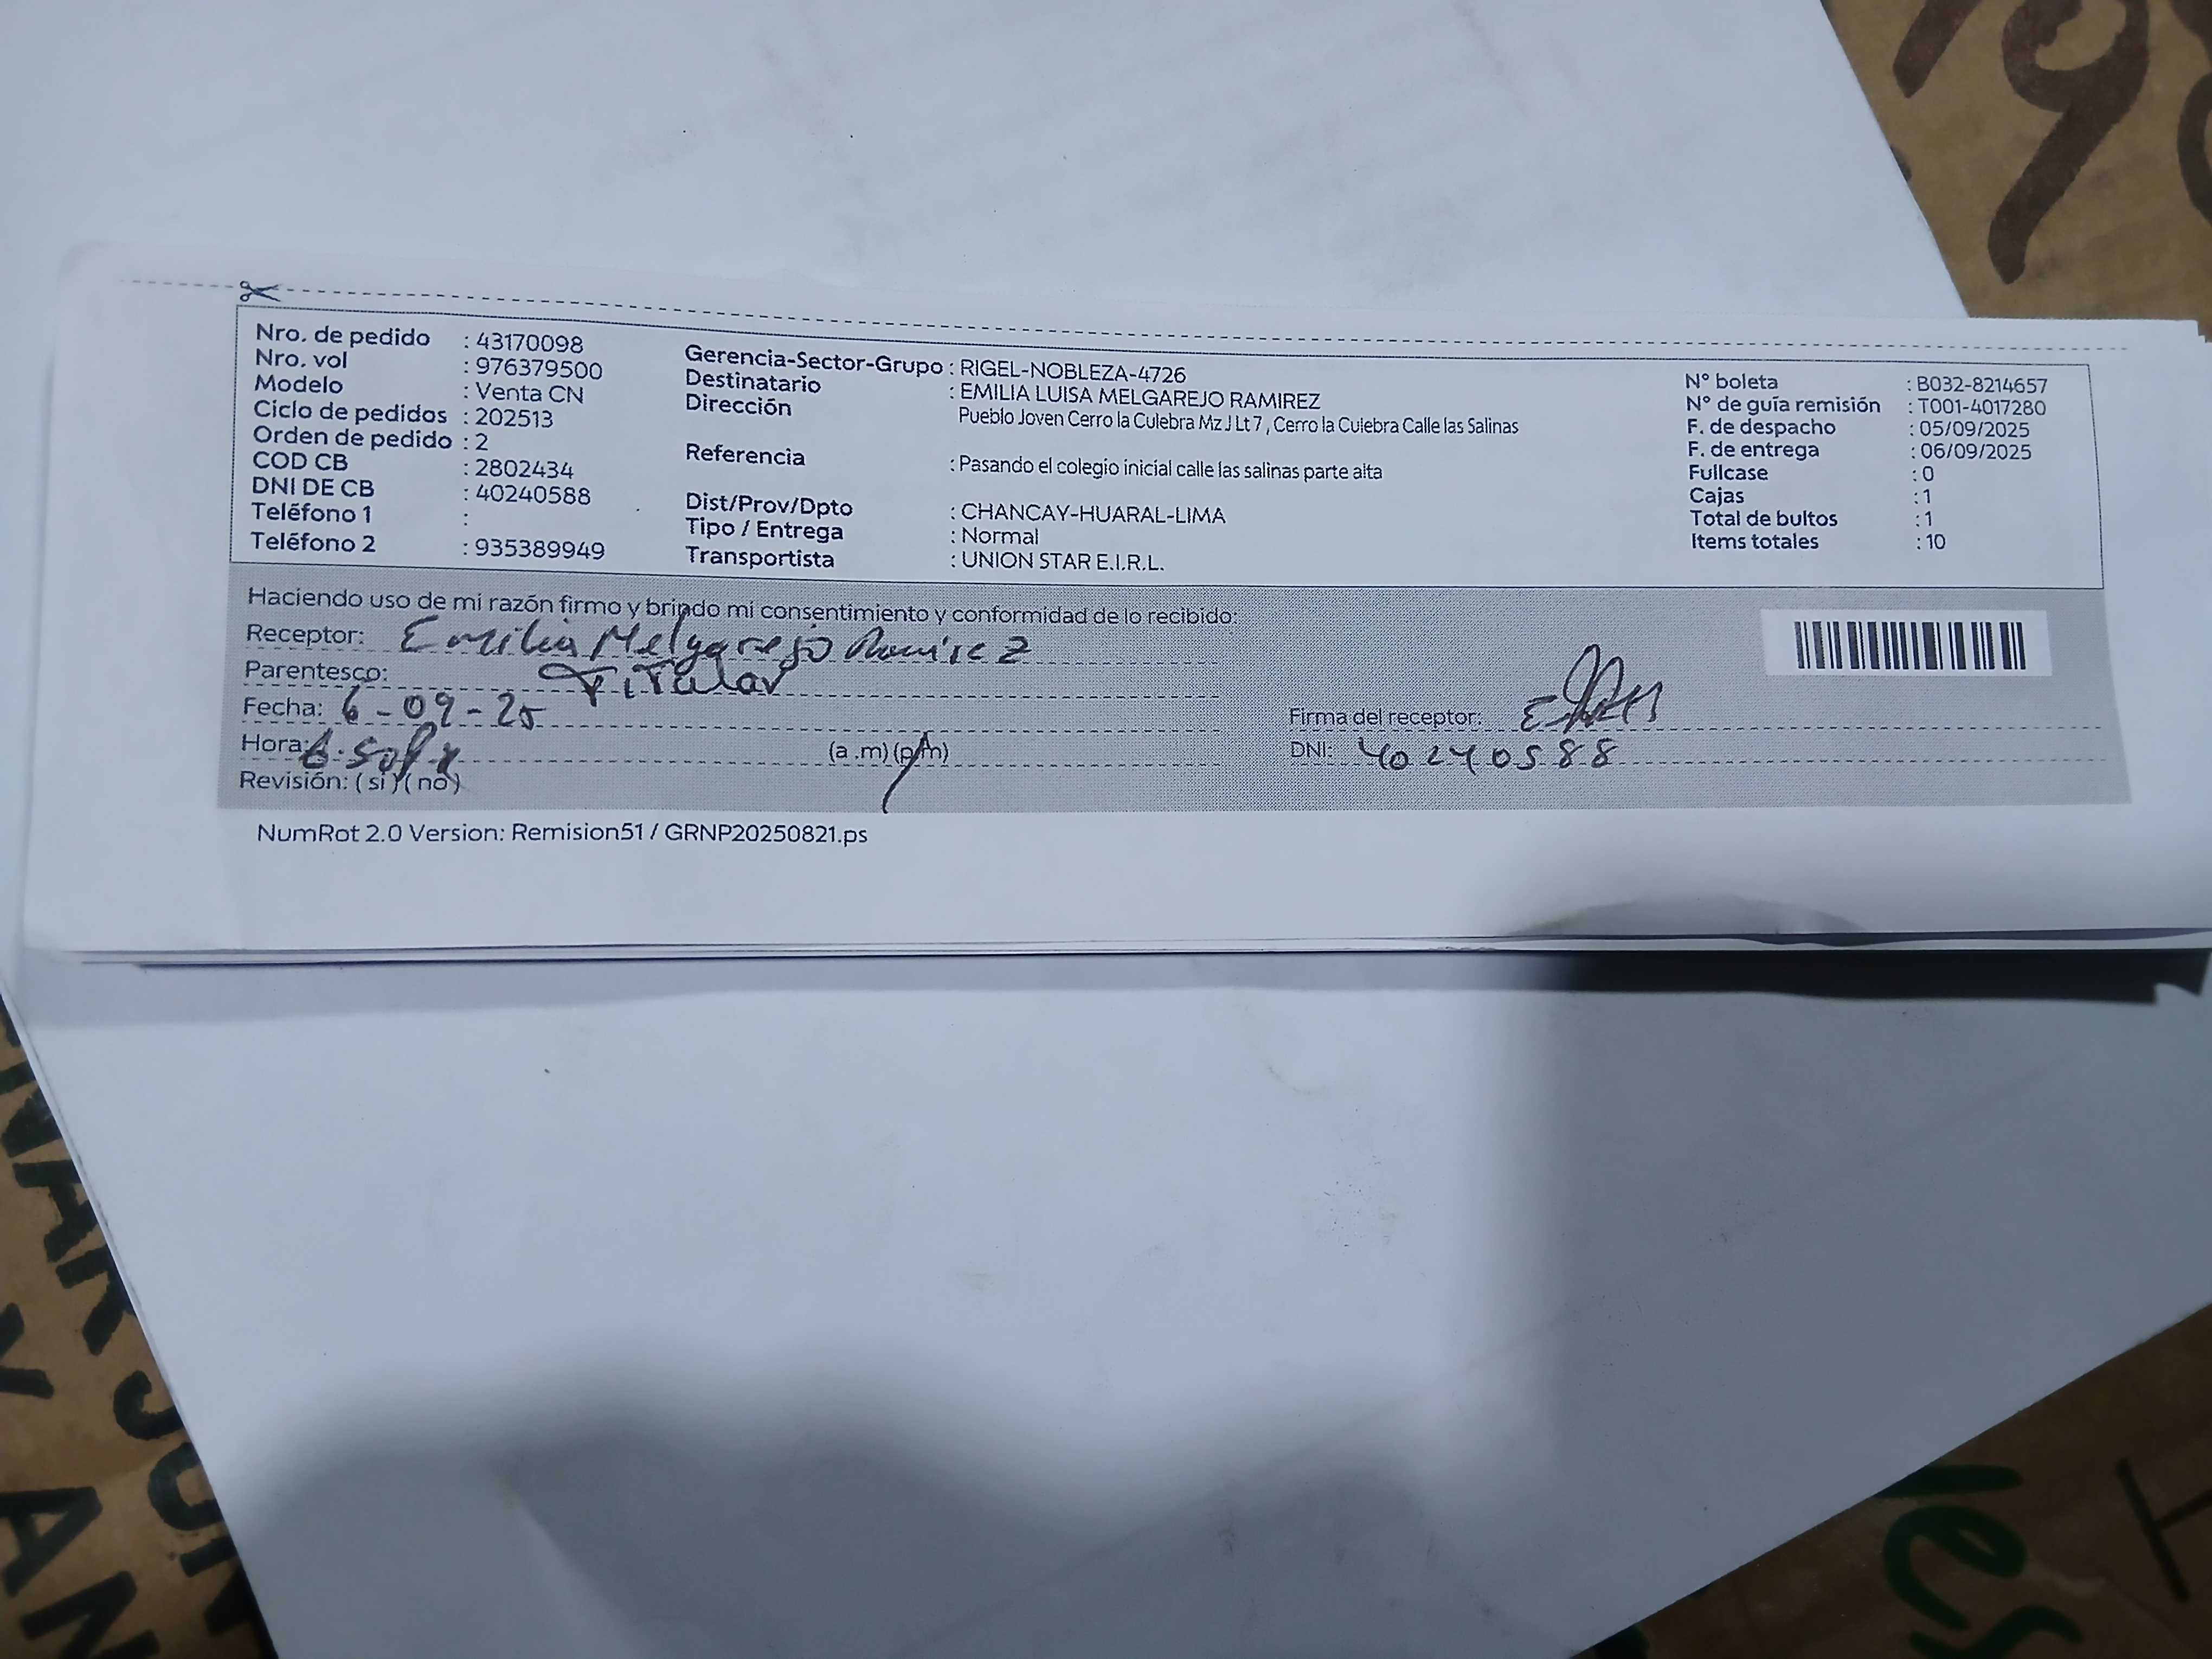 Nro. de pedido : 43170098
Nro. vol : 976379500
Modelo : Venta CN
Ciclo de pedidos : 202513
Orden de pedido : 2
COD CB : 2802434
DNI DE CB : 40240588
Teléfono 1 :
Teléfono 2 : 935389949
Gerencia-Sector-Grupo : RIGEL-NOBLEZA-4726
Destinatario : EMILIA LUISA MELGAREJO RAMIREZ
Dirección Pueblo Joven Cerro la Culebra Mz J Lt 7 , Cerro la Culebra Calle las Salinas
Referencia : Pasando el colegio inicial calle las salinas parte alta
Dist/Prov/Dpto : CHANCAY-HUARAL-LIMA
Tipo / Entrega : Normal
Transportista : UNION STAR E.I.R.L.
N° boleta : B032-8214657
N° de guía remisión : T001-4017280
F. de despacho : 05/09/2025
F. de entrega : 06/09/2025
Fullcase : 0
Cajas : 1
Total de bultos : 1
Items totales : 10
Haciendo uso de mi razón firmo y brindo mi consentimiento y conformidad de lo recibido:
Receptor: Emilia Melgarejo Ramirez
Parentesco: Titular
Fecha: 6-09-25
Hora: 6:50 (a .m) (p.m)
Revisión: ( si ) ( no )
Firma del receptor:
DNI: 40240588
NumRot 2.0 Version: Remision51 / GRNP20250821.ps